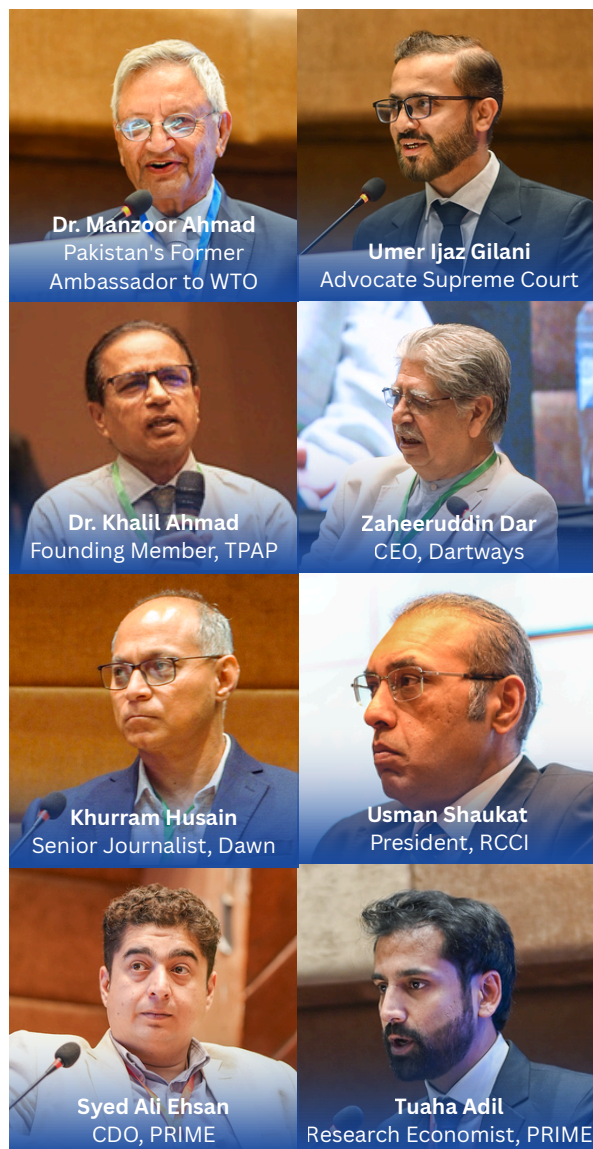 Dr. Manzoor Ahmad
Pakistan's Former
Ambassador to WTO
Umer Ijaz Gilani
Advocate Supreme Court
Dr. Khalil Ahmad
Founding Member, TPAP
Zaheeruddin Dar
CEO, Dartways
Khurram Husain
Senior Journalist, Dawn
Usman Shaukat
President, RCCI
Syed Ali Ehsan
CDO, PRIME
Tuaha Adil
Research Economist, PRIME